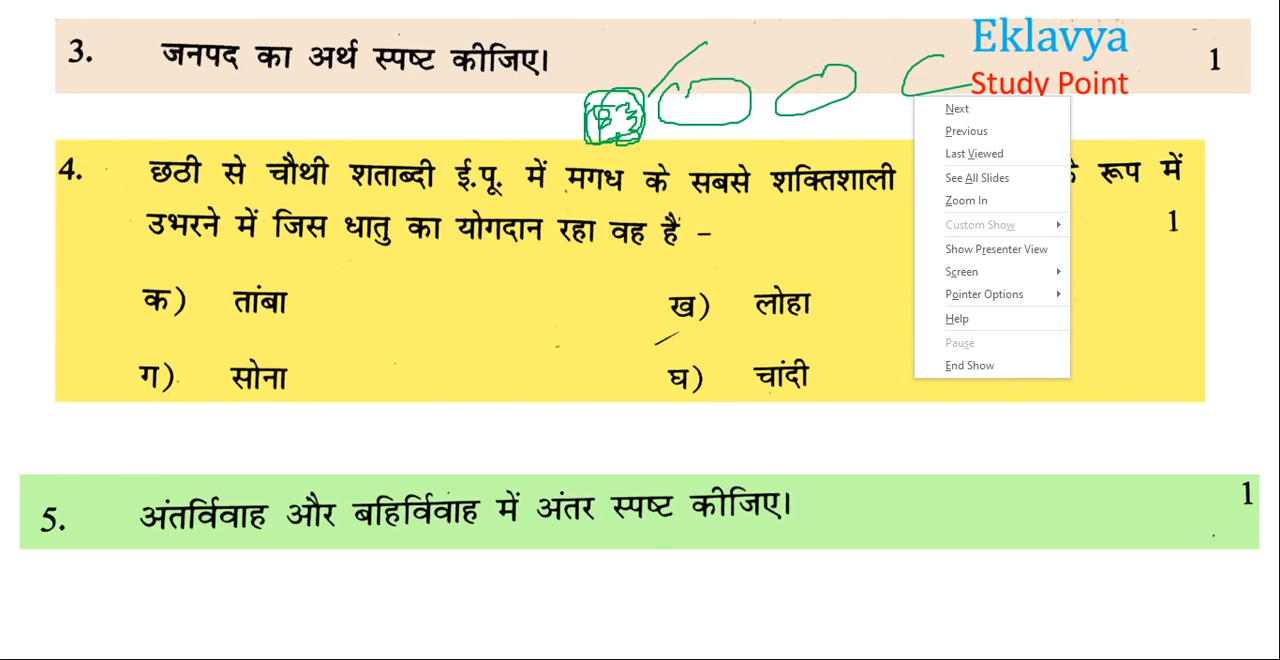 Eklavya
3. जनपद का अर्थ स्पष्ट कीजिए। 1
Study Point
4. छठी से चौथी शताब्दी ई.पू. में मगध के सबसे शक्तिशाली रूप में
उभरने में जिस धातु का योगदान रहा वह है – 1
क) तांबा ख) लोहा
ग) सोना घ) चांदी
Next
Previous
Last Viewed
See All Slides
Zoom In
Custom Show
Show Presenter View
Screen
Pointer Options
Help
Pause
End Show
5. अंतर्विवाह और बहिर्विवाह में अंतर स्पष्ट कीजिए। 1